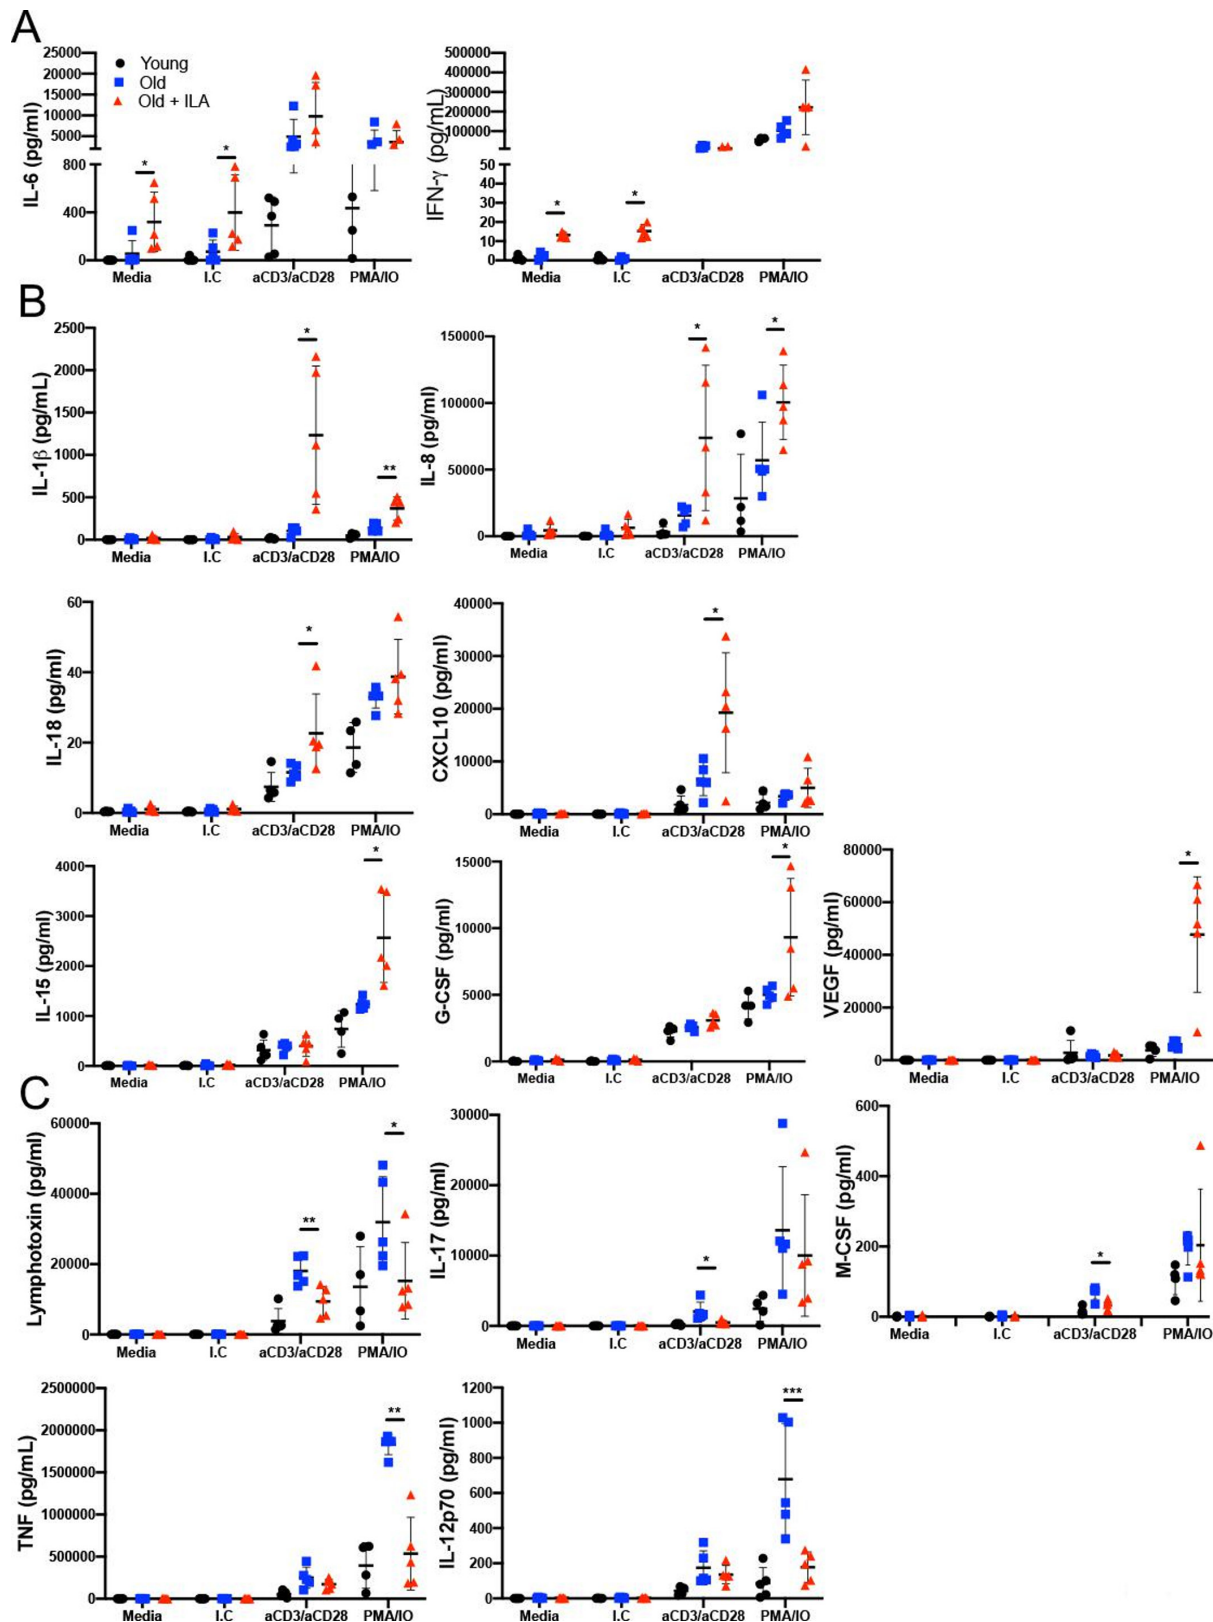 A
IL-6 (pg/ml)
25000
20000
15000
10000
5000
800
400
0
Young
Old
Old + ILA
*
*
Media
I.C
aCD3/aCD28
PMA/IO
IFN-γ (pg/mL)
500000
400000
300000
200000
100000
50
40
30
20
10
0
*
*
Media
I.C
aCD3/aCD28
PMA/IO
B
IL-1β (pg/mL)
2500
2000
1500
1000
500
0
*
**
Media
I.C
aCD3/aCD28
PMA/IO
IL-8 (pg/ml)
150000
100000
50000
0
*
*
Media
I.C
aCD3/aCD28
PMA/IO
IL-18 (pg/ml)
60
40
20
0
*
Media
I.C
aCD3/aCD28
PMA/IO
CXCL10 (pg/ml)
40000
30000
20000
10000
0
*
Media
I.C
aCD3/aCD28
PMA/IO
IL-15 (pg/ml)
4000
3000
2000
1000
0
*
Media
I.C
aCD3/aCD28
PMA/IO
G-CSF (pg/ml)
15000
10000
5000
0
*
Media
I.C
aCD3/aCD28
PMA/IO
VEGF (pg/ml)
80000
60000
40000
20000
0
*
Media
I.C
aCD3/aCD28
PMA/IO
C
Lymphotoxin (pg/ml)
60000
40000
20000
0
**
*
Media
I.C
aCD3/aCD28
PMA/IO
IL-17 (pg/ml)
30000
20000
10000
0
*
Media
I.C
aCD3/aCD28
PMA/IO
M-CSF (pg/ml)
600
400
200
0
*
Media
I.C
aCD3/aCD28
PMA/IO
TNF (pg/mL)
2500000
2000000
1500000
1000000
500000
0
**
Media
I.C
aCD3/aCD28
PMA/IO
IL-12p70 (pg/ml)
1200
1000
800
600
400
200
0
***
Media
I.C
aCD3/aCD28
PMA/IO